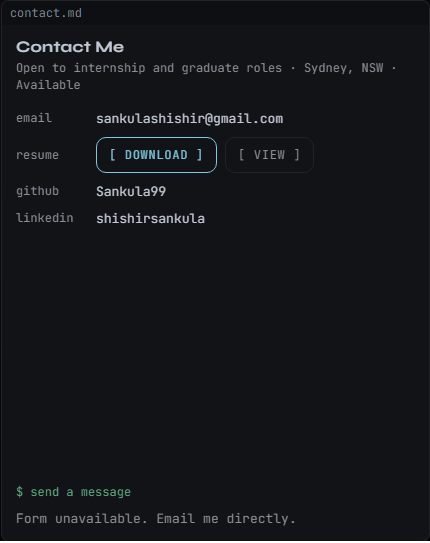 contact.md
Contact Me
Open to internship and graduate roles · Sydney, NSW ·
Available
email sankulashishir@gmail.com
resume [ DOWNLOAD ] [ VIEW ]
github Sankula99
linkedin shishirsankula
$ send a message
Form unavailable. Email me directly.